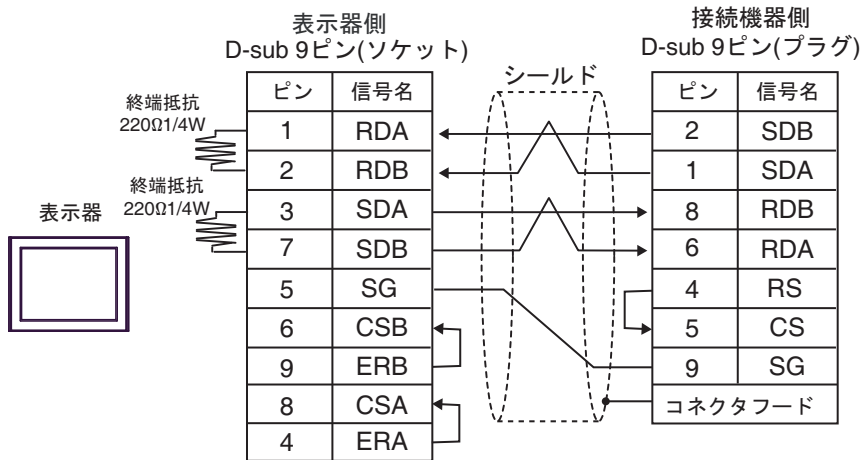 表示器側
D-sub 9ピン(ソケット)
接続機器側
D-sub 9ピン(プラグ)
シールド
終端抵抗
220Ω1/4W
終端抵抗
220Ω1/4W
表示器
ピン 信号名
1 RDA
2 RDB
3 SDA
7 SDB
5 SG
6 CSB
9 ERB
8 CSA
4 ERA
ピン 信号名
2 SDB
1 SDA
8 RDB
6 RDA
4 RS
5 CS
9 SG
コネクタフード